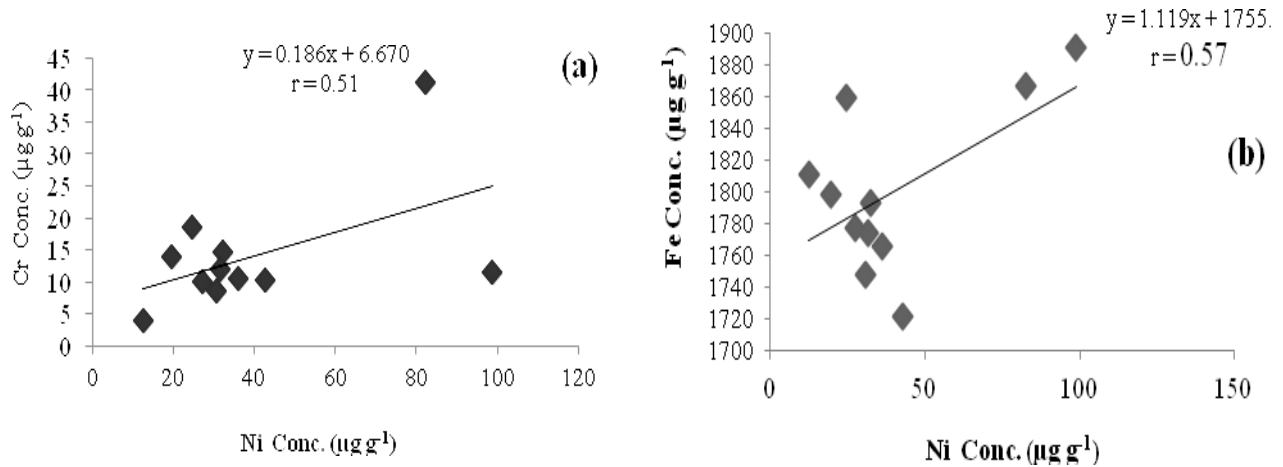 y = 0.186x + 6.670
r = 0.51
(a)
45
40
35
30
25
20
15
10
5
0
Cr Conc. (µg g-1)
0 20 40 60 80 100 120
Ni Conc. (µg g-1)
y = 1.119x + 1755.
r = 0.57
(b)
1900
1880
1860
1840
1820
1800
1780
1760
1740
1720
1700
Fe Conc. (µg g-1)
0 50 100 150
Ni Conc. (µg g-1)